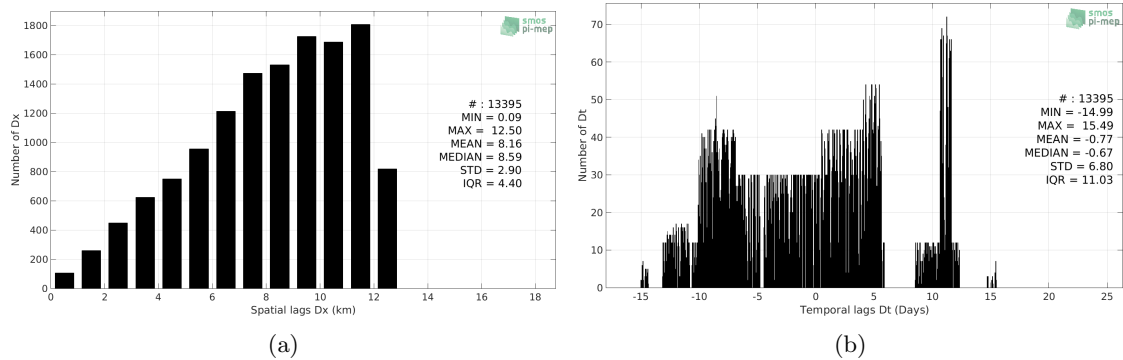 1800
1600
1400
1200
1000
800
600
400
200
0
Number of Dx
0 2 4 6 8 10 12 14 16 18
Spatial lags Dx (km)
smos
pi-mep
# : 13395
MIN = 0.09
MAX = 12.50
MEAN = 8.16
MEDIAN = 8.59
STD = 2.90
IQR = 4.40
(a)
70
60
50
40
30
20
10
0
Number of Dt
-15 -10 -5 0 5 10 15 20 25
Temporal lags Dt (Days)
smos
pi-mep
# : 13395
MIN = -14.99
MAX = 15.49
MEAN = -0.77
MEDIAN = -0.67
STD = 6.80
IQR = 11.03
(b)